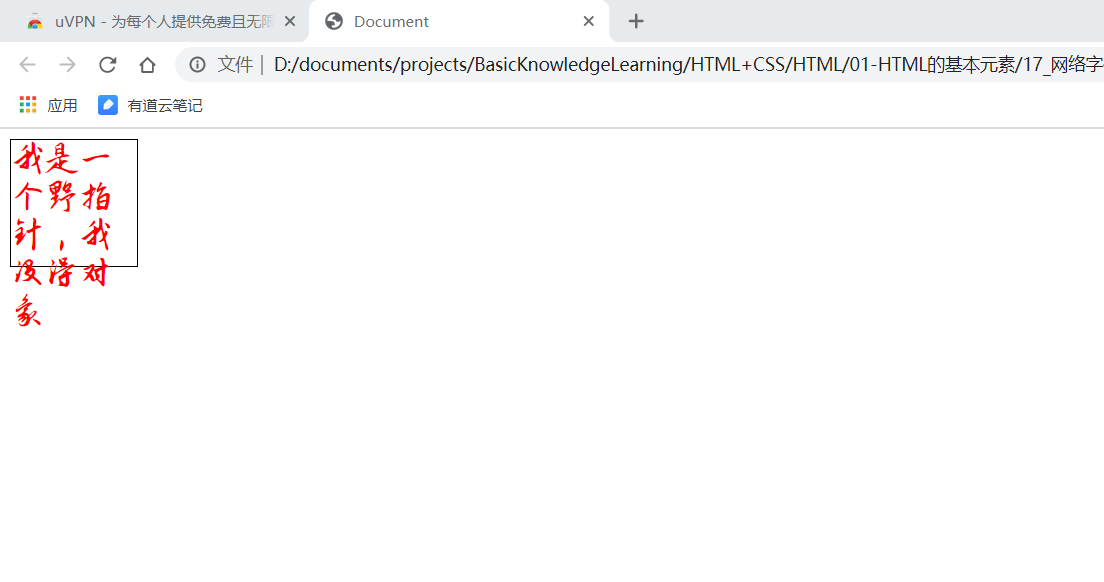 uVPN - 为每个人提供免费且无限
Document
文件 | D:/documents/projects/BasicKnowledgeLearning/HTML+CSS/HTML/01-HTML的基本元素/17_网络字
应用 有道云笔记
我是一
个野指
针，我
没得对
象